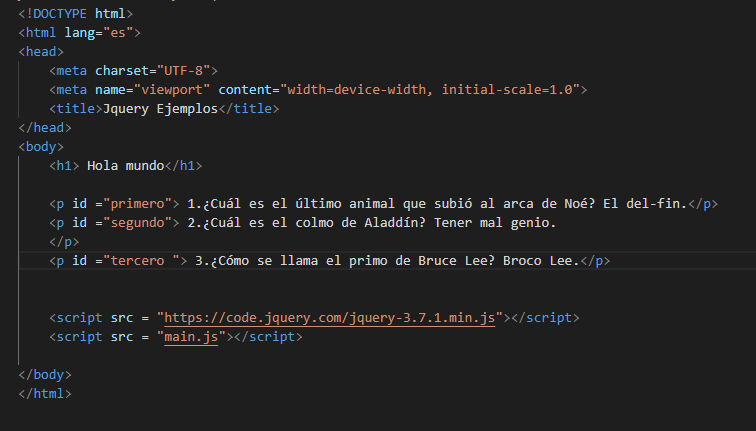 <!DOCTYPE html>
<html lang="es">
<head>
    <meta charset="UTF-8">
    <meta name="viewport" content="width=device-width, initial-scale=1.0">
    <title>Jquery Ejemplos</title>
</head>
<body>
    <h1> Hola mundo</h1>

    <p id ="primero"> 1.¿Cuál es el último animal que subió al arca de Noé? El del-fin.</p>
    <p id ="segundo"> 2.¿Cuál es el colmo de Aladdín? Tener mal genio.
    </p>
    <p id ="tercero "> 3.¿Cómo se llama el primo de Bruce Lee? Broco Lee.</p>


    <script src = "https://code.jquery.com/jquery-3.7.1.min.js"></script>
    <script src = "main.js"></script>

</body>
</html>